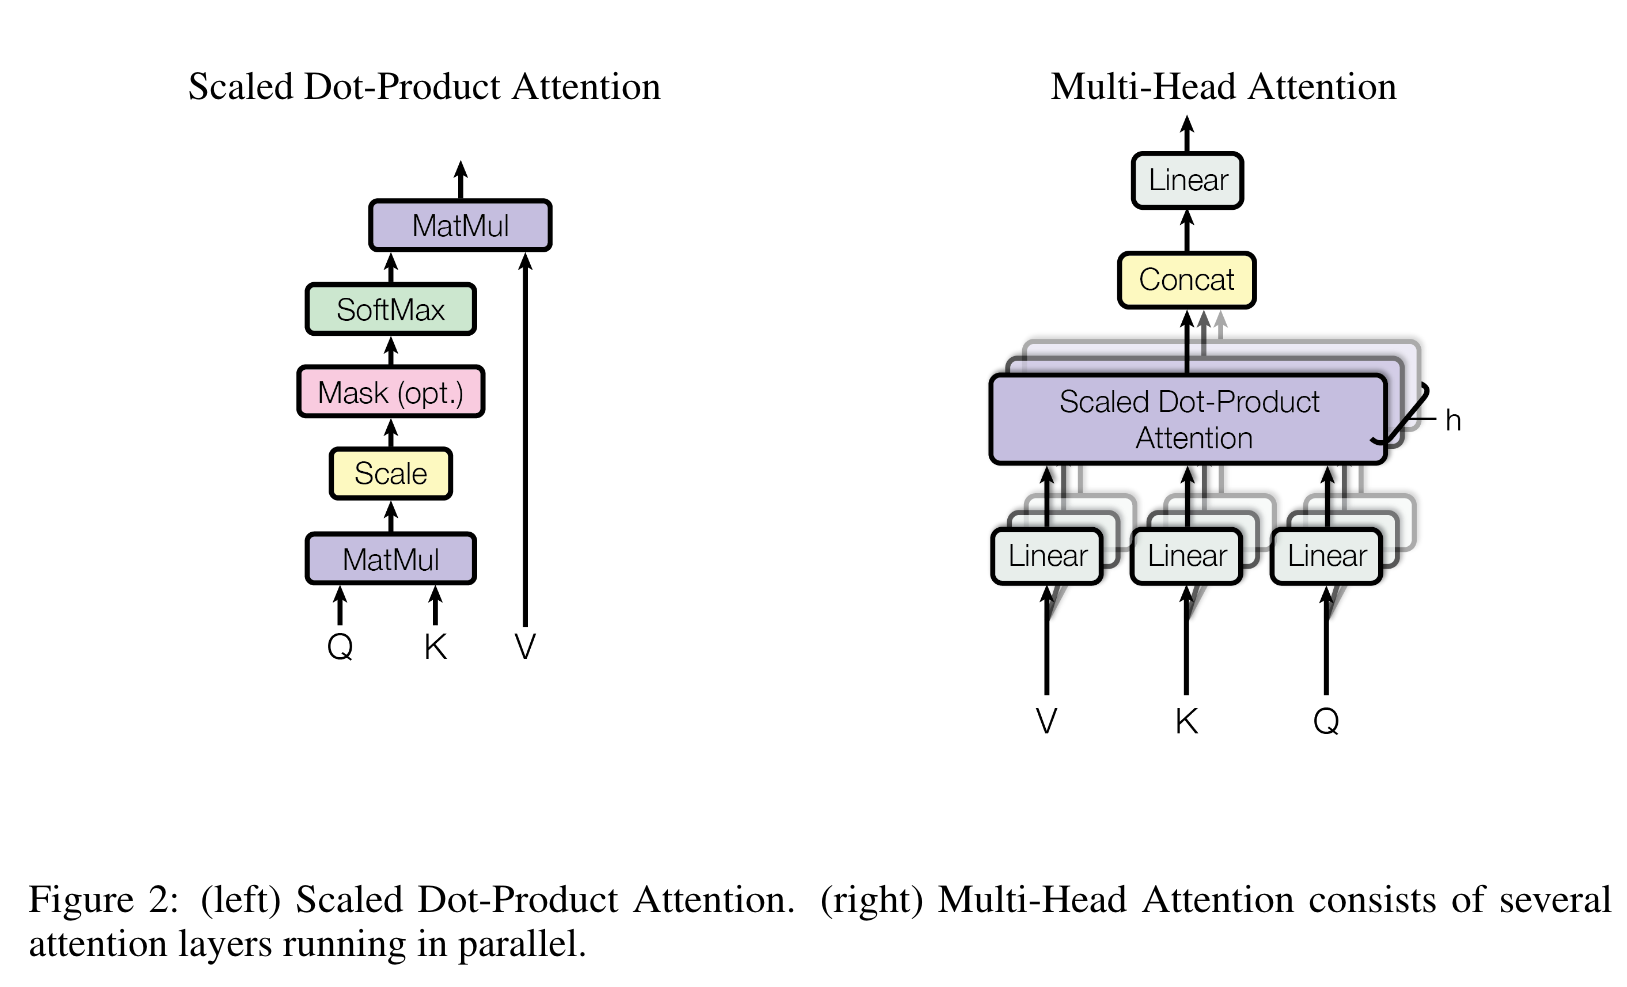 Scaled Dot-Product Attention
MatMul
SoftMax
Mask (opt.)
Scale
MatMul
Q K V
Multi-Head Attention
Linear
Concat
Scaled Dot-Product
Attention
h
Linear Linear Linear
V K Q
Figure 2: (left) Scaled Dot-Product Attention. (right) Multi-Head Attention consists of several
attention layers running in parallel.